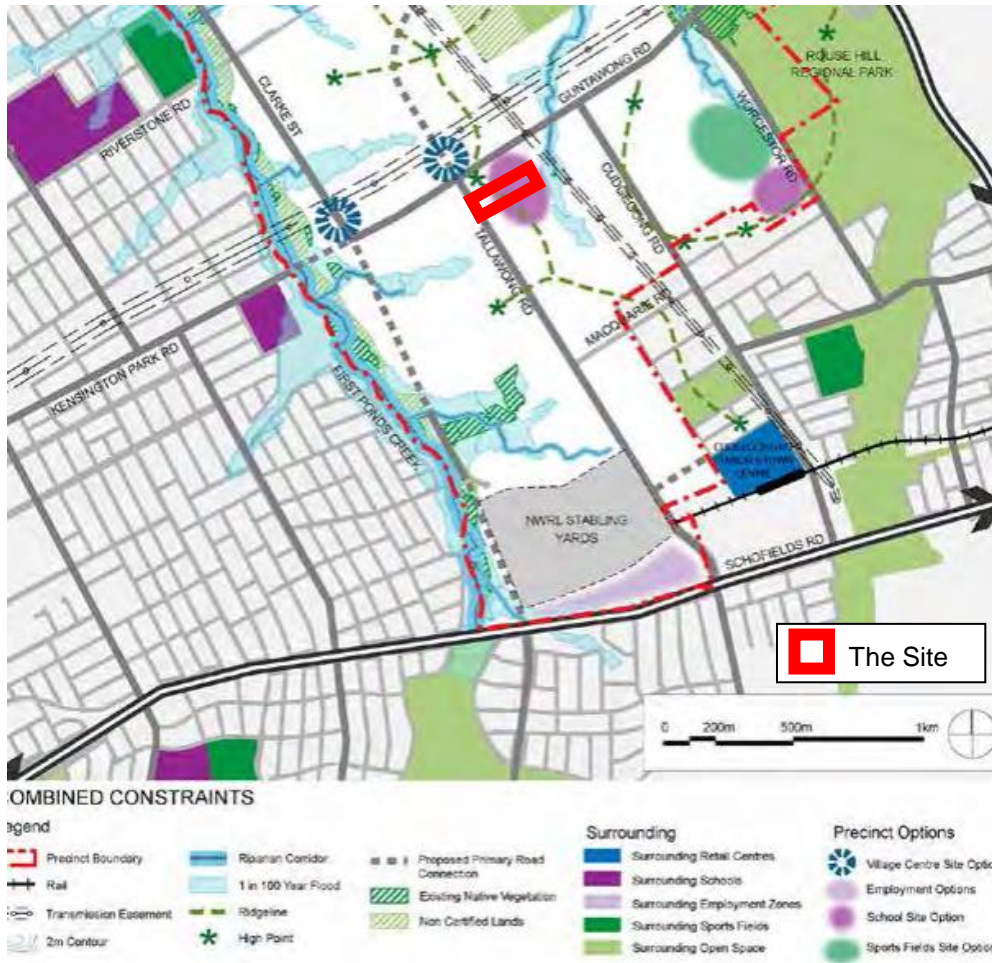 ROUSE HILL
REGIONAL PARK
CLARKE ST
GUNTAWONG RD
WORCESTOR RD
RIVERSTONE RD
CUDGEGONG RD
TALLAWONG RD
MACQUARIE RD
KENSINGTON PARK RD
FIRST PONDS CREEK
NWRL STABLING
YARDS
SCHOFIELDS RD
The Site
0 200m 500m 1km
OMBINED CONSTRAINTS
egend
Precinct Boundary
Rail
Transmission Easement
2m Contour
Riparian Corridor
1 in 100 Year Flood
Ridgeline
High Point
Proposed Primary Road
Connection
Existing Native Vegetation
Non Certified Lands
Surrounding
Surrounding Retail Centres
Surrounding Schools
Surrounding Employment Zones
Surrounding Sports Fields
Surrounding Open Space
Precinct Options
Village Centre Site Optio
Employment Options
School Site Option
Sports Fields Site Option